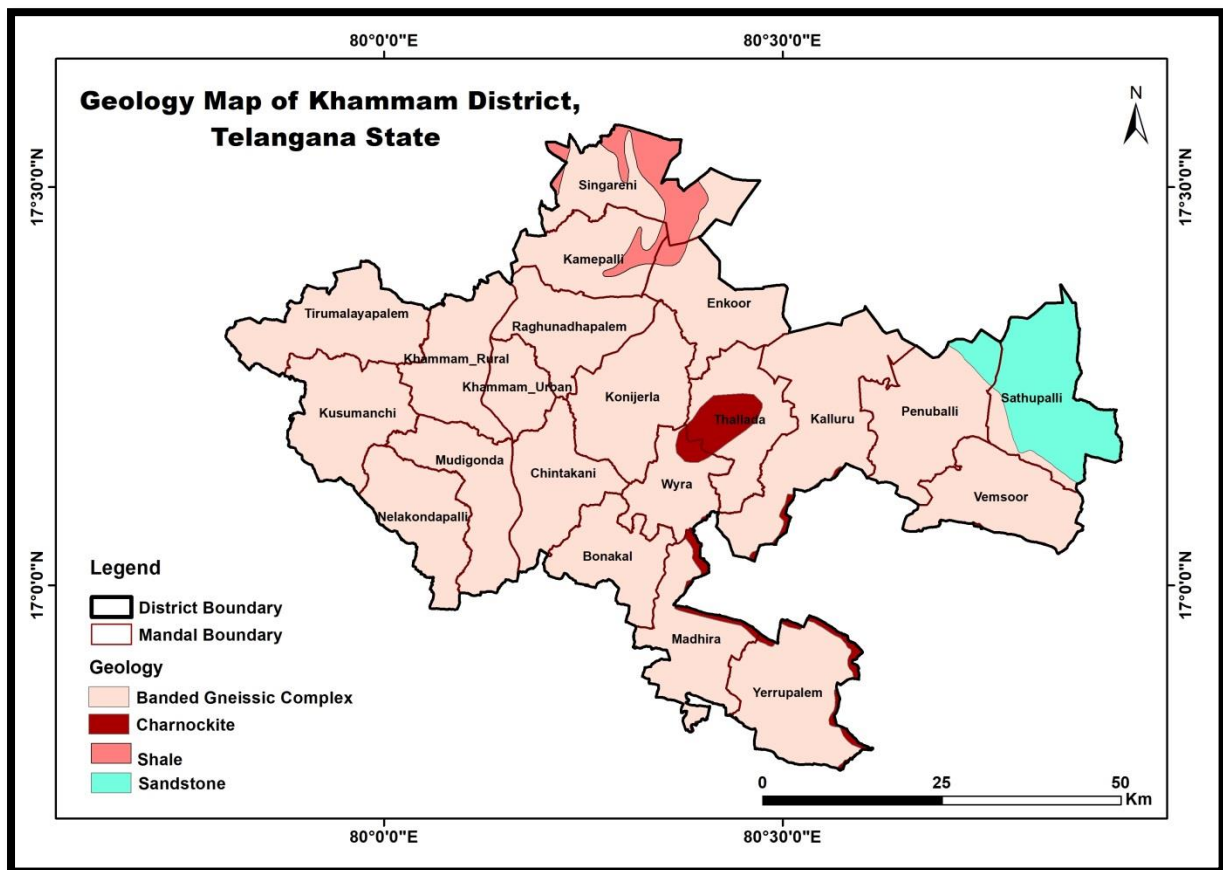 80°0'0"E
80°30'0"E
Geology Map of Khammam District,
Telangana State
N
17°30'0"N
17°30'0"N
Singareni
Kamepalli
Enkoor
Tirumalayapalem
Raghunadhapalem
Khammam_Rural
Khammam_Urban
Konijerla
Kusumanchi
Thallada
Kalluru
Penuballi
Sathupalli
Mudigonda
Chintakani
Wyra
Vemsoor
Nelakondapalli
Bonakal
Madhira
Yerrupalem
17°0'0"N
17°0'0"N
Legend
District Boundary
Mandal Boundary
Geology
Banded Gneissic Complex
Charnockite
Shale
Sandstone
0 25 50
Km
80°0'0"E
80°30'0"E